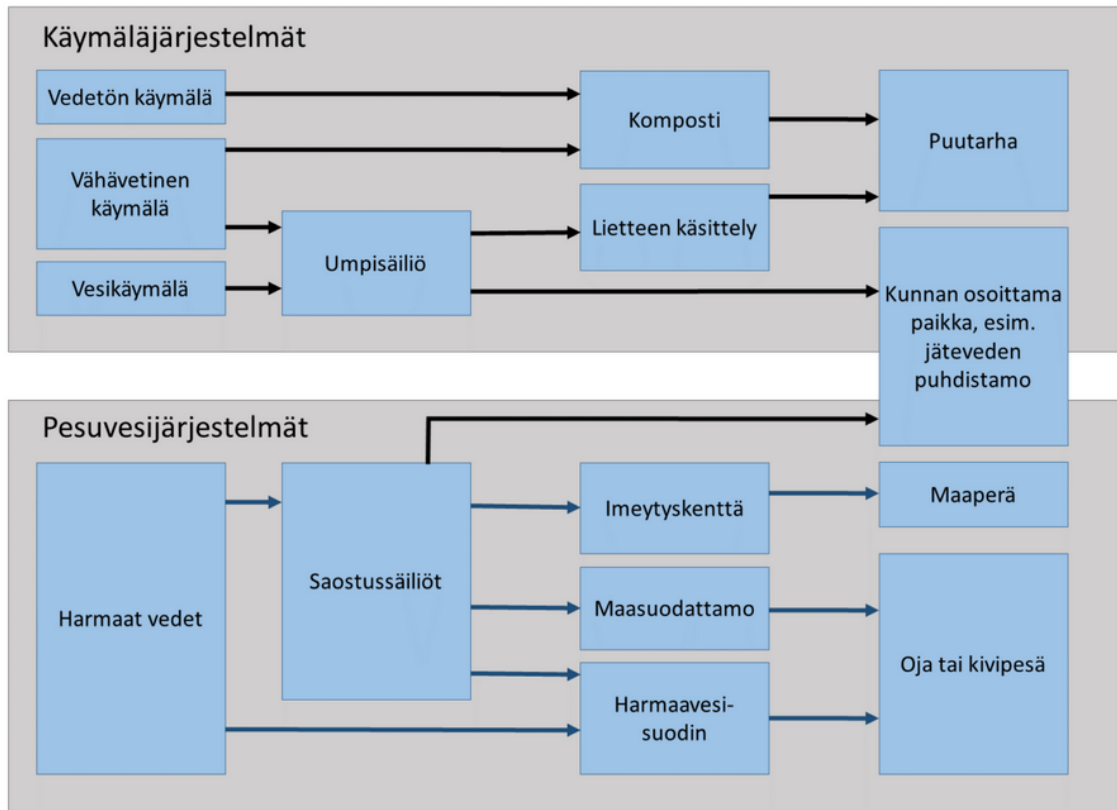 Käymäläjärjestelmät
Vedetön käymälä
Vähävetinen
käymälä
Vesikäymälä
Umpisäiliö
Komposti
Lietteen käsittely
Puutarha
Kunnan osoittama
paikka, esim.
jäteveden
puhdistamo
Pesuvesijärjestelmät
Harmaat vedet
Saostussäiliöt
Imeytyskenttä
Maasuodattamo
Harmaavesi-
suodin
Maaperä
Oja tai kivipesä